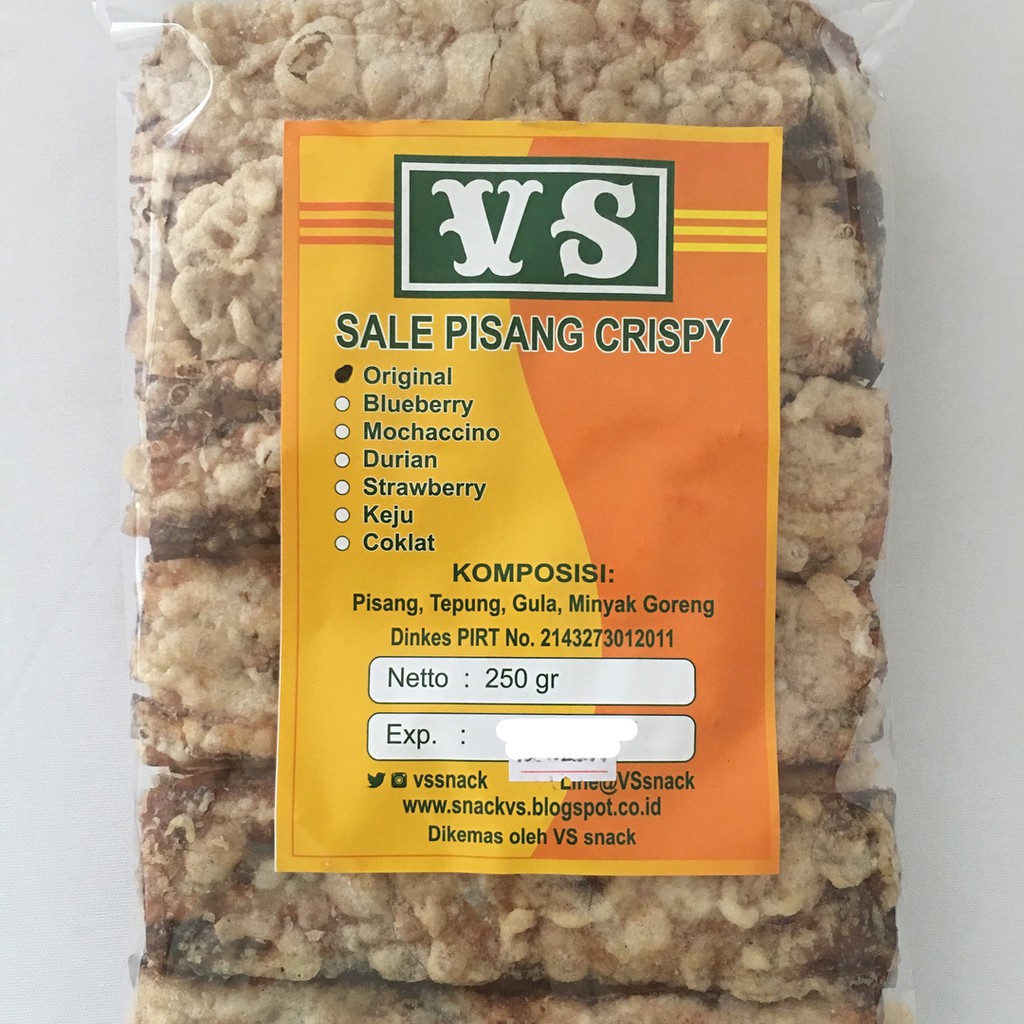 VS
SALE PISANG CRISPY
Original
Blueberry
Mochaccino
Durian
Strawberry
Keju
Coklat
KOMPOSISI:
Pisang, Tepung, Gula, Minyak Goreng
Dinkes PIRT No. 2143273012011
Netto : 250 gr
Exp. :
vssnack Line@VSsnack
www.snackvs.blogspot.co.id
Dikemas oleh VS snack